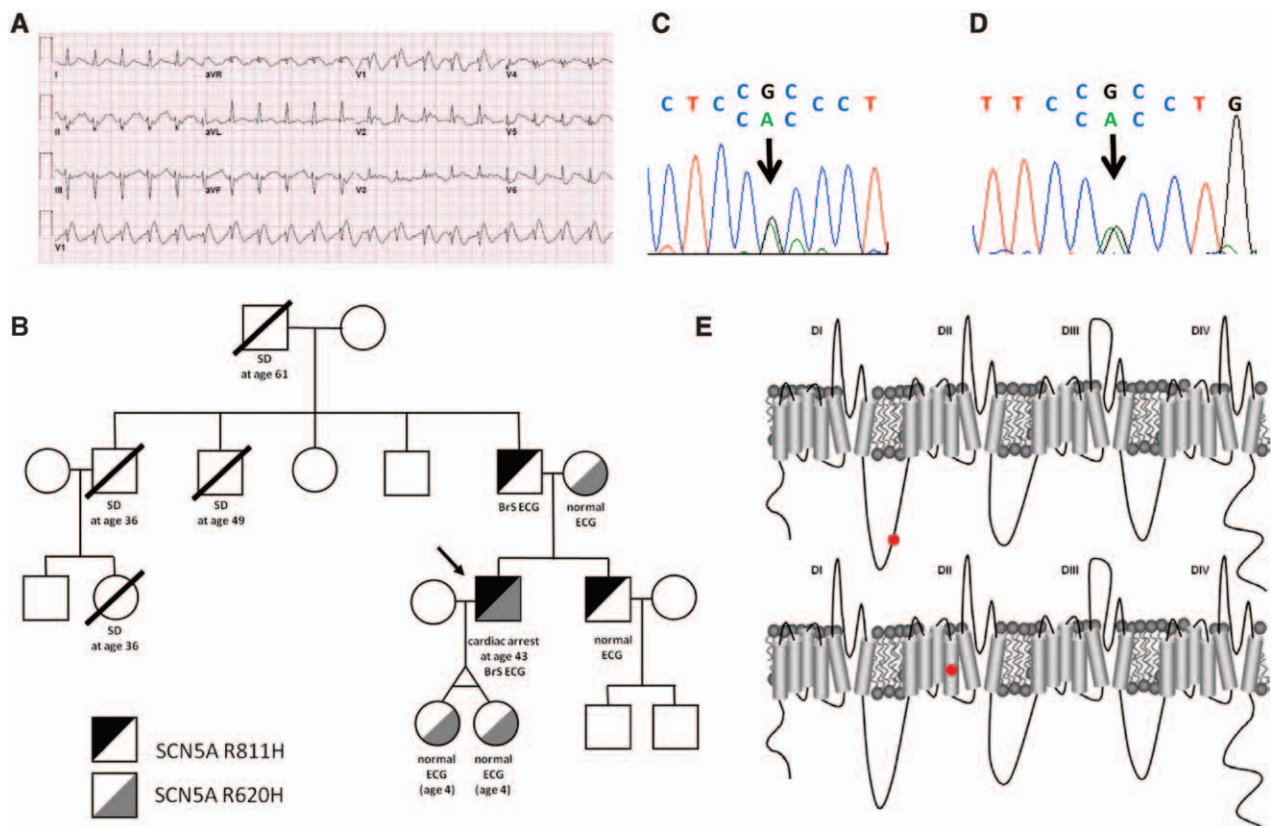 A
I
aVR
V1
V4
II
aVL
V2
V5
III
aVF
V3
V6
V1
C
C G C
C T C C C T
C A C
D
C G C
T T C C T G
C A C
B
SD
at age 61
SD
at age 36
SD
at age 49
BrS ECG
normal
ECG
SD
at age 36
cardiac arrest
at age 43
BrS ECG
normal
ECG
normal
ECG
(age 4)
normal
ECG
(age 4)
SCN5A R811H
SCN5A R620H
E
DI
DII
DIII
DIV
DI
DII
DIII
DIV